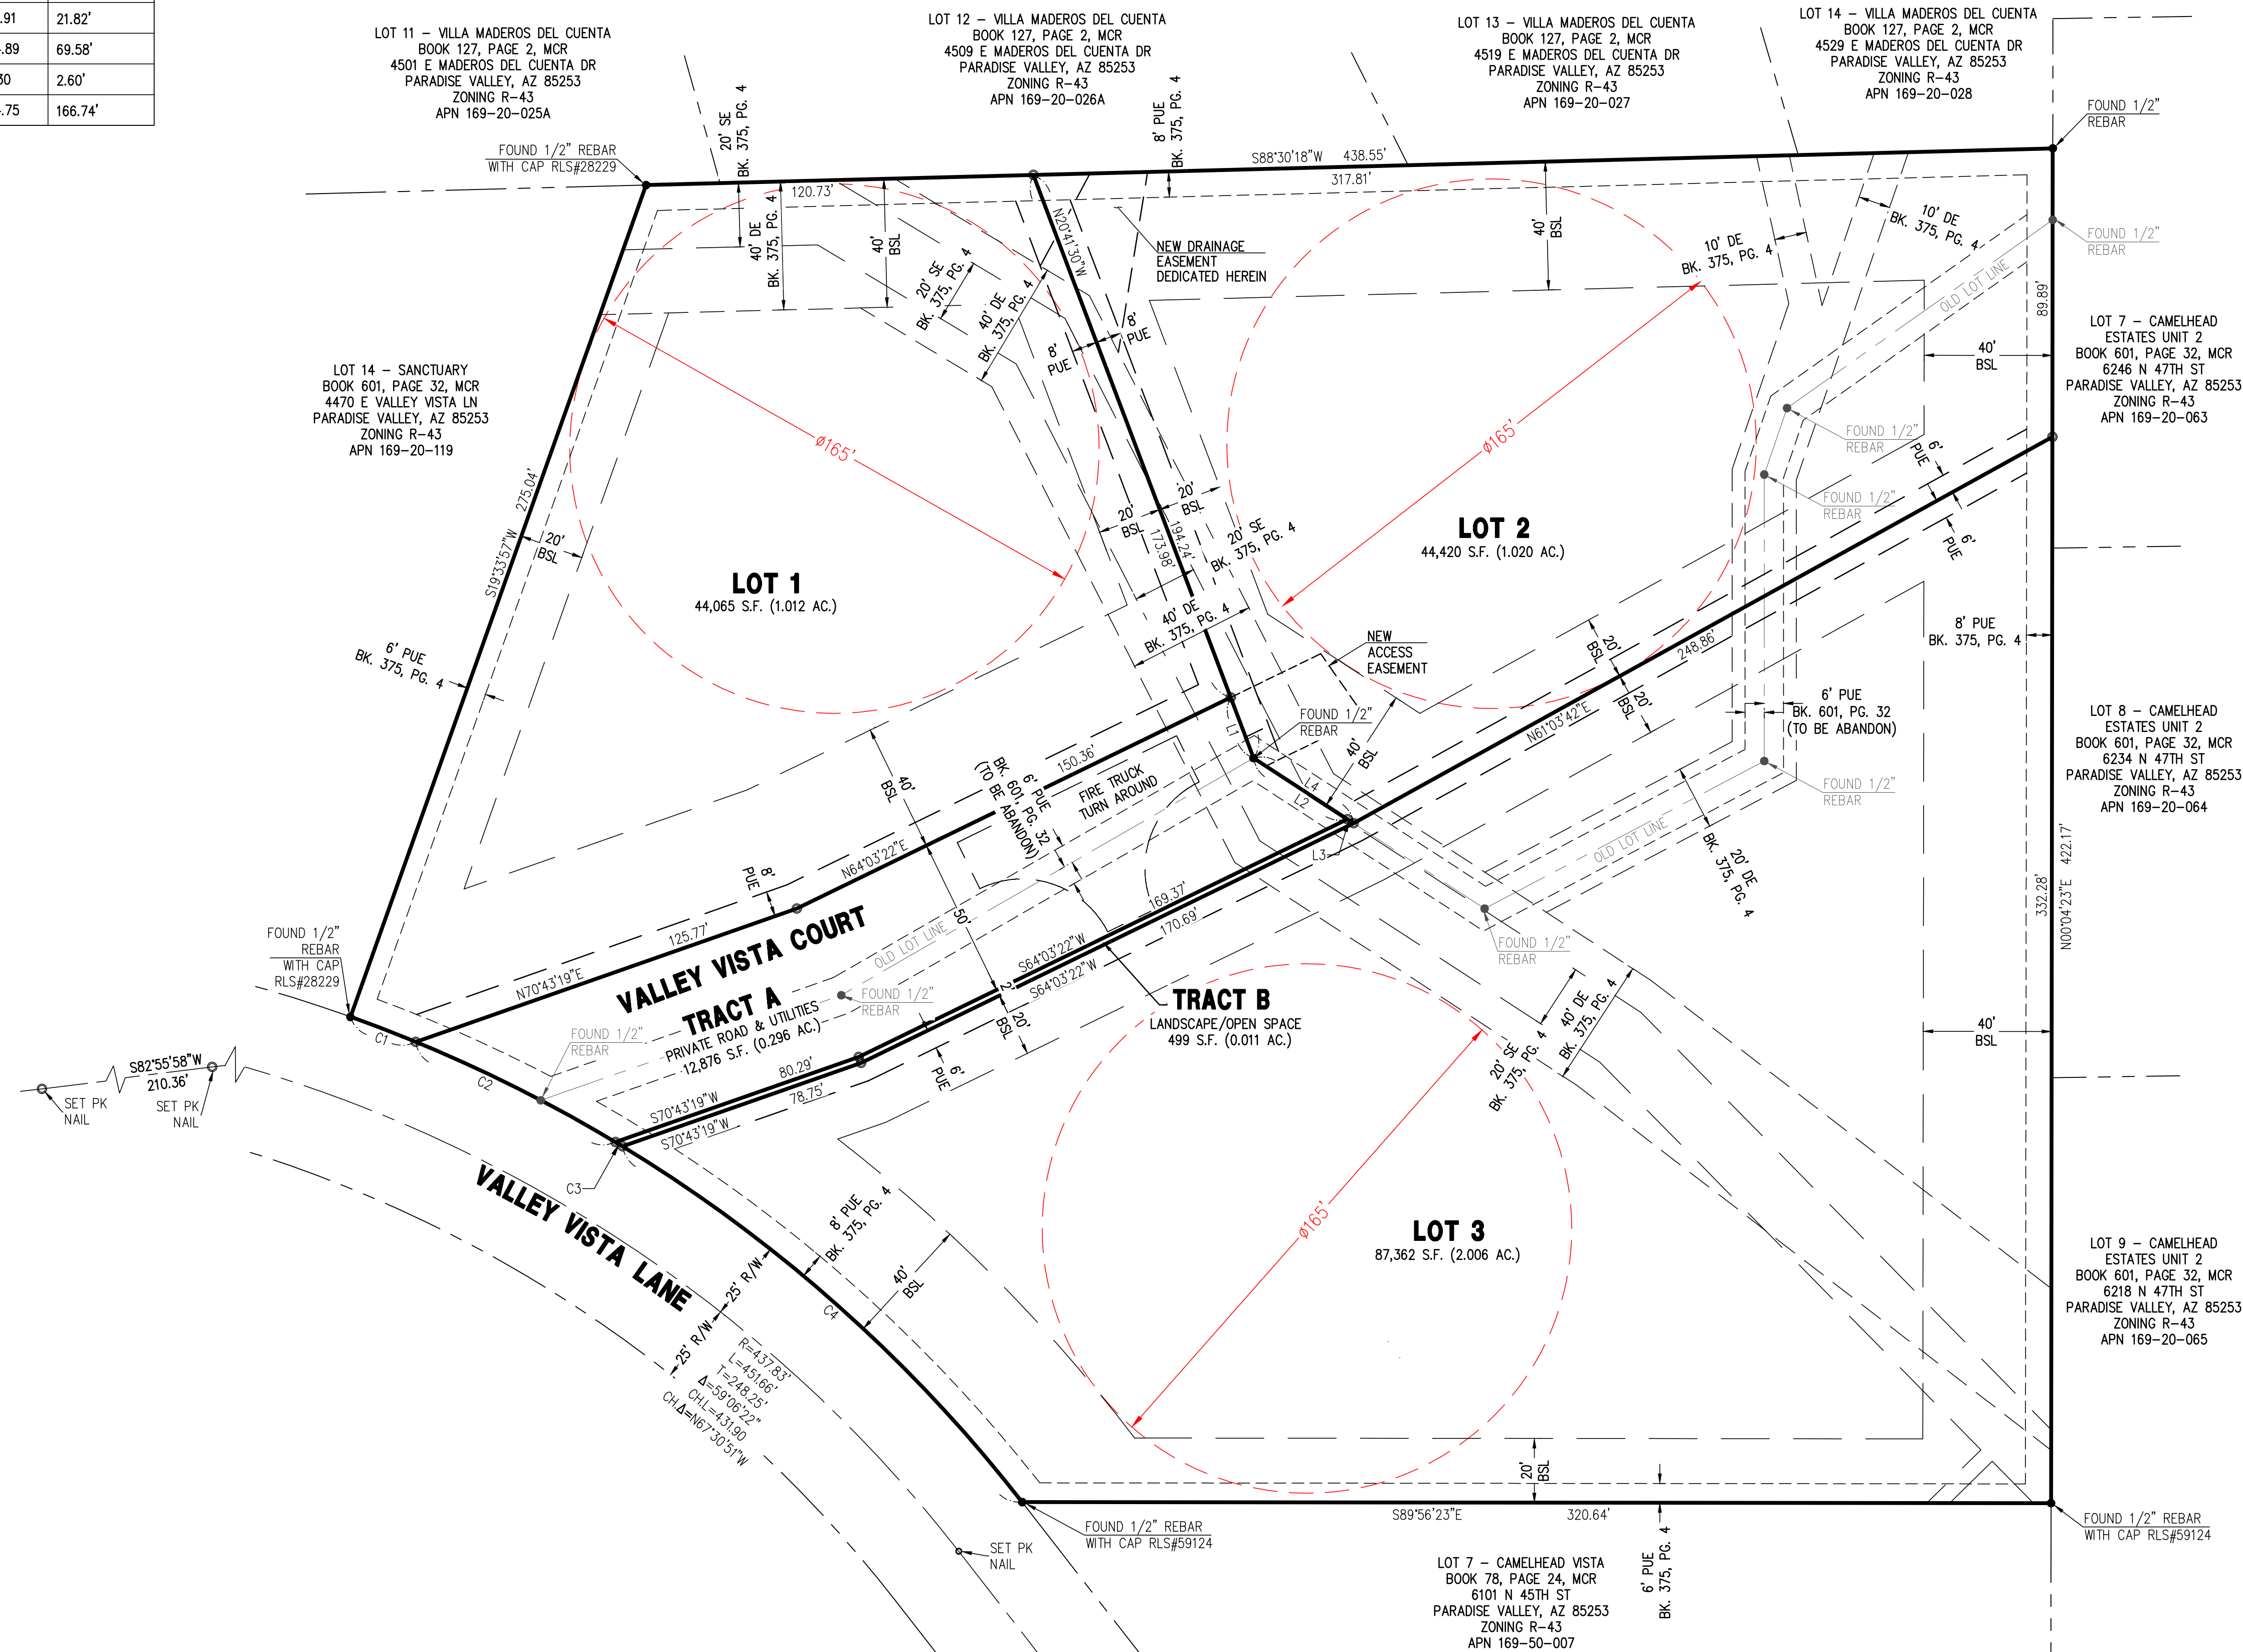 .91 21.82'
.89 69.58'
30 2.60'
.75 166.74'
LOT 11 – VILLA MADEROS DEL CUENTA
BOOK 127, PAGE 2, MCR
4501 E MADEROS DEL CUENTA DR
PARADISE VALLEY, AZ 85253
ZONING R–43
APN 169–20–025A
LOT 12 – VILLA MADEROS DEL CUENTA
BOOK 127, PAGE 2, MCR
4509 E MADEROS DEL CUENTA DR
PARADISE VALLEY, AZ 85253
ZONING R–43
APN 169–20–026A
LOT 13 – VILLA MADEROS DEL CUENTA
BOOK 127, PAGE 2, MCR
4519 E MADEROS DEL CUENTA DR
PARADISE VALLEY, AZ 85253
ZONING R–43
APN 169–20–027
LOT 14 – VILLA MADEROS DEL CUENTA
BOOK 127, PAGE 2, MCR
4529 E MADEROS DEL CUENTA DR
PARADISE VALLEY, AZ 85253
ZONING R–43
APN 169–20–028
FOUND 1/2"
REBAR
FOUND 1/2" REBAR
WITH CAP RLS#28229
20' SE
BK. 375, PG. 4
8' PUE
BK. 375, PG. 4
S88°30'18"W 438.55'
120.73'
317.81'
40' DE
BK. 375, PG. 4
40'
BSL
20' SE
BK. 375, PG. 4
40' DE
BK. 375, PG. 4
N20°41'30"W
NEW DRAINAGE
EASEMENT
DEDICATED HEREIN
40'
BSL
10' DE
BK. 375, PG. 4
10' DE
BK. 375, PG. 4
OLD LOT LINE
FOUND 1/2"
REBAR
89.89'
8'
PUE
8'
PUE
40'
BSL
LOT 7 – CAMELHEAD
ESTATES UNIT 2
BOOK 601, PAGE 32, MCR
6246 N 47TH ST
PARADISE VALLEY, AZ 85253
ZONING R–43
APN 169–20–063
LOT 14 – SANCTUARY
BOOK 601, PAGE 32, MCR
4470 E VALLEY VISTA LN
PARADISE VALLEY, AZ 85253
ZONING R–43
APN 169–20–119
ø165'
ø165'
FOUND 1/2"
REBAR
FOUND 1/2"
REBAR
6'
PUE
6'
PUE
S19°33'57"W 275.04'
20'
BSL
20'
BSL
20'
BSL
194.24'
173.98'
20' SE
BK. 375, PG. 4
LOT 2
44,420 S.F. (1.020 AC.)
LOT 1
44,065 S.F. (1.012 AC.)
40' DE
BK. 375, PG. 4
NEW
ACCESS
EASEMENT
20'
BSL
20'
BSL
248.86'
N61°03'42"E
8' PUE
BK. 375, PG. 4
6' PUE
BK. 375, PG. 4
6' PUE
BK. 601, PG. 32
(TO BE ABANDON)
LOT 8 – CAMELHEAD
ESTATES UNIT 2
BOOK 601, PAGE 32, MCR
6234 N 47TH ST
PARADISE VALLEY, AZ 85253
ZONING R–43
APN 169–20–064
FOUND 1/2"
REBAR
40'
BSL
FOUND 1/2"
REBAR
40'
BSL
150.36'
N64°03'22"E
6' PUE
BK. 601, PG. 32
(TO BE ABANDON)
FIRE TRUCK
TURN AROUND
L4
L2
L3
OLD LOT LINE
20' DE
BK. 375, PG. 4
332.28'
N00°04'23"E 422.17'
8'
PUE
50'
169.37'
170.69'
S64°03'22"W
S64°03'22"W
FOUND 1/2"
REBAR
FOUND 1/2"
REBAR
WITH CAP
RLS#28229
125.77'
N70°43'19"E
VALLEY VISTA COURT
OLD LOT LINE
TRACT A
PRIVATE ROAD & UTILITIES
12,876 S.F. (0.296 AC.)
FOUND 1/2"
REBAR
FOUND 1/2"
REBAR
2'
20'
BSL
6'
PUE
TRACT B
LANDSCAPE/OPEN SPACE
499 S.F. (0.011 AC.)
40' DE
BK. 375, PG. 4
20' SE
BK. 375, PG. 4
40'
BSL
C1
C2
S82°55'58"W
210.36'
SET PK
NAIL
SET PK
NAIL
80.29'
S70°43'19"W
78.75'
S70°43'19"W
C3
VALLEY VISTA LANE
8' PUE
BK. 375, PG. 4
40'
BSL
C4
25' R/W
25' R/W
R=437.83'
L=451.66'
T=248.25'
Δ=59°06'22"
CH.L=431.90
CH.Δ=N67°30'51"W
ø165'
LOT 3
87,362 S.F. (2.006 AC.)
LOT 9 – CAMELHEAD
ESTATES UNIT 2
BOOK 601, PAGE 32, MCR
6218 N 47TH ST
PARADISE VALLEY, AZ 85253
ZONING R–43
APN 169–20–065
20'
BSL
S89°56'23"E 320.64'
FOUND 1/2" REBAR
WITH CAP RLS#59124
FOUND 1/2" REBAR
WITH CAP RLS#59124
SET PK
NAIL
6' PUE
BK. 375, PG. 4
LOT 7 – CAMELHEAD VISTA
BOOK 78, PAGE 24, MCR
6101 N 45TH ST
PARADISE VALLEY, AZ 85253
ZONING R–43
APN 169–50–007